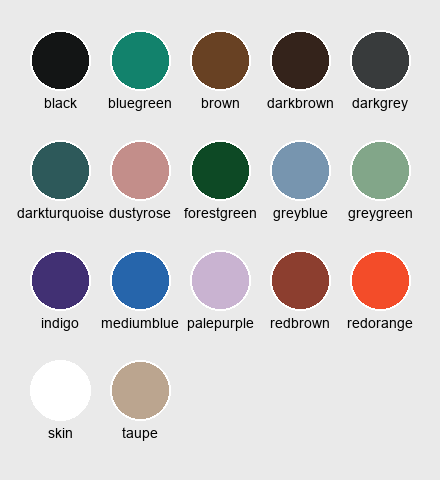 black bluegreen brown darkbrown darkgrey
darkturquoise dustyrose forestgreen greyblue greygreen
indigo mediumblue palepurple redbrown redorange
skin taupe